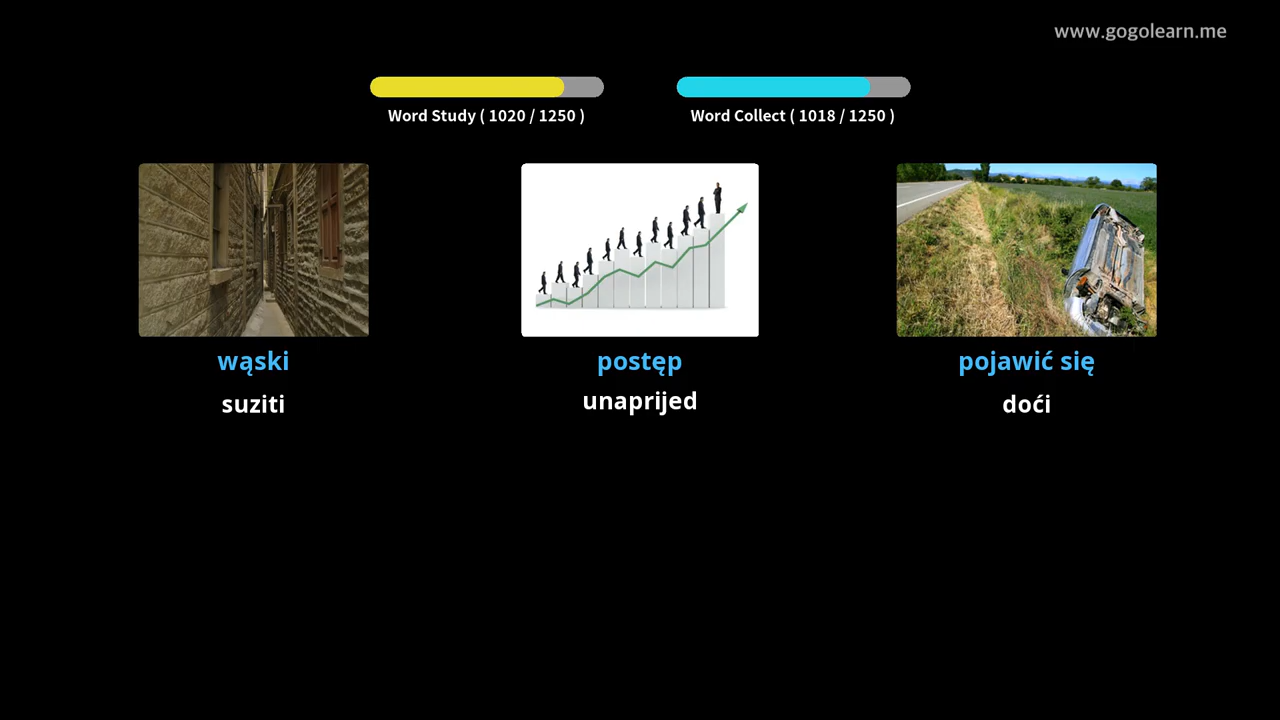 www.gogolearn.me
Word Study ( 1020 / 1250 )
Word Collect ( 1018 / 1250 )
wąski
suziti
postęp
unaprijed
pojawić się
doći